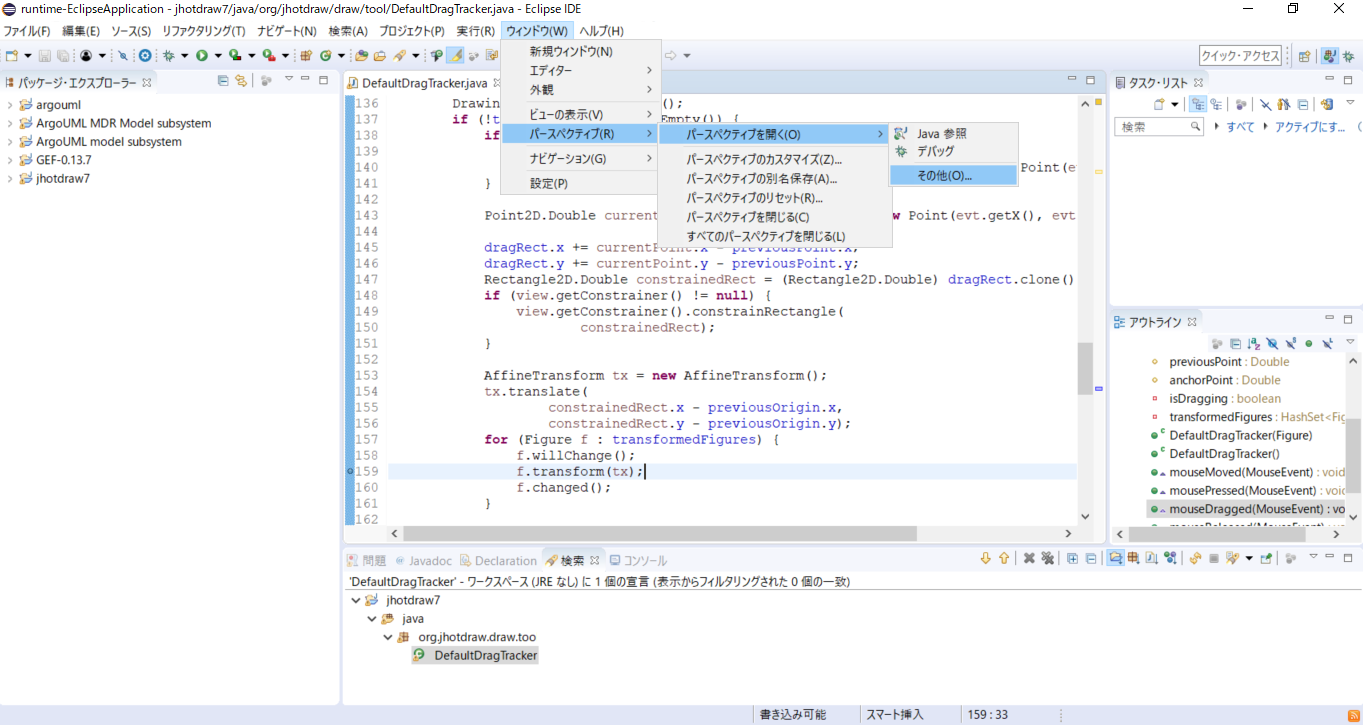 runtime-EclipseApplication - jhotdraw7/java/org/jhotdraw/draw/tool/DefaultDragTracker.java - Eclipse IDE
ファイル(F) 編集(E) ソース(S) リファクタリング(T) ナビゲート(N) 検索(A) プロジェクト(P) 実行(R) ウィンドウ(W) ヘルプ(H)
クイック・アクセス
新規ウィンドウ(N)
エディター
外観
ビューの表示(V)
パースペクティブ(R)
ナビゲーション(G)
設定(P)
パースペクティブを開く(O)
パースペクティブのカスタマイズ(Z)...
パースペクティブの別名保存(A)...
パースペクティブのリセット(R)...
パースペクティブを閉じる(C)
すべてのパースペクティブを閉じる(L)
Java 参照
デバッグ
その他(O)...
パッケージ・エクスプローラー
argouml
ArgoUML MDR Model subsystem
ArgoUML model subsystem
GEF-0.13.7
jhotdraw7
DefaultDragTracker.java
136 Drawin ();
137 if (!t Empty()) {
138 if
139
140 Point(e
141 }
142
143 Point2D.Double current w Point(evt.getX(), evt
144
145 dragRect.x += currentPoint.x - previousPoint.x;
146 dragRect.y += currentPoint.y - previousPoint.y;
147 Rectangle2D.Double constrainedRect = (Rectangle2D.Double) dragRect.clone()
148 if (view.getConstrainer() != null) {
149 view.getConstrainer().constrainRectangle(
150 constrainedRect);
151 }
152
153 AffineTransform tx = new AffineTransform();
154 tx.translate(
155 constrainedRect.x - previousOrigin.x,
156 constrainedRect.y - previousOrigin.y);
157 for (Figure f : transformedFigures) {
158 f.willChange();
159 f.transform(tx);
160 f.changed();
161 }
162
タスク・リスト
検索 すべて アクティブにす...
アウトライン
previousPoint : Double
anchorPoint : Double
isDragging : boolean
transformedFigures : HashSet<Fig
DefaultDragTracker(Figure)
DefaultDragTracker()
mouseMoved(MouseEvent) : void
mousePressed(MouseEvent) : voic
mouseDragged(MouseEvent) : vo
問題 Javadoc Declaration 検索 コンソール
'DefaultDragTracker' - ワークスペース (JRE なし) に 1 個の宣言 (表示からフィルタリングされた 0 個の一致)
jhotdraw7
java
org.jhotdraw.draw.too
DefaultDragTracker
書き込み可能 スマート挿入 159 : 33